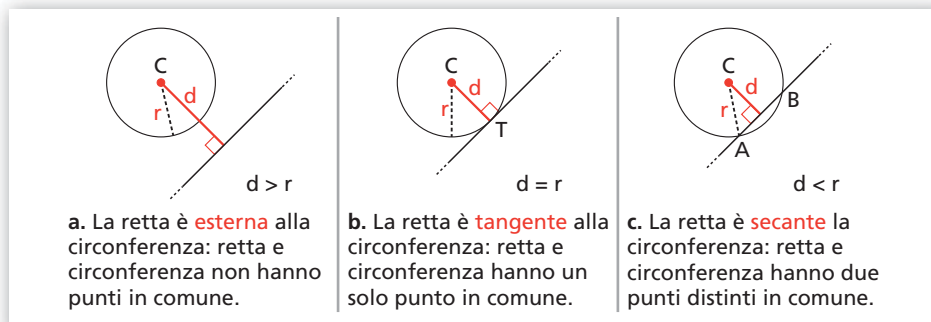 C
d
r
d > r
a. La retta è esterna alla
circonferenza: retta e
circonferenza non hanno
punti in comune.
C
d
r
T
d = r
b. La retta è tangente alla
circonferenza: retta e
circonferenza hanno un
solo punto in comune.
C
d
B
r
A
d < r
c. La retta è secante la
circonferenza: retta e
circonferenza hanno due
punti distinti in comune.